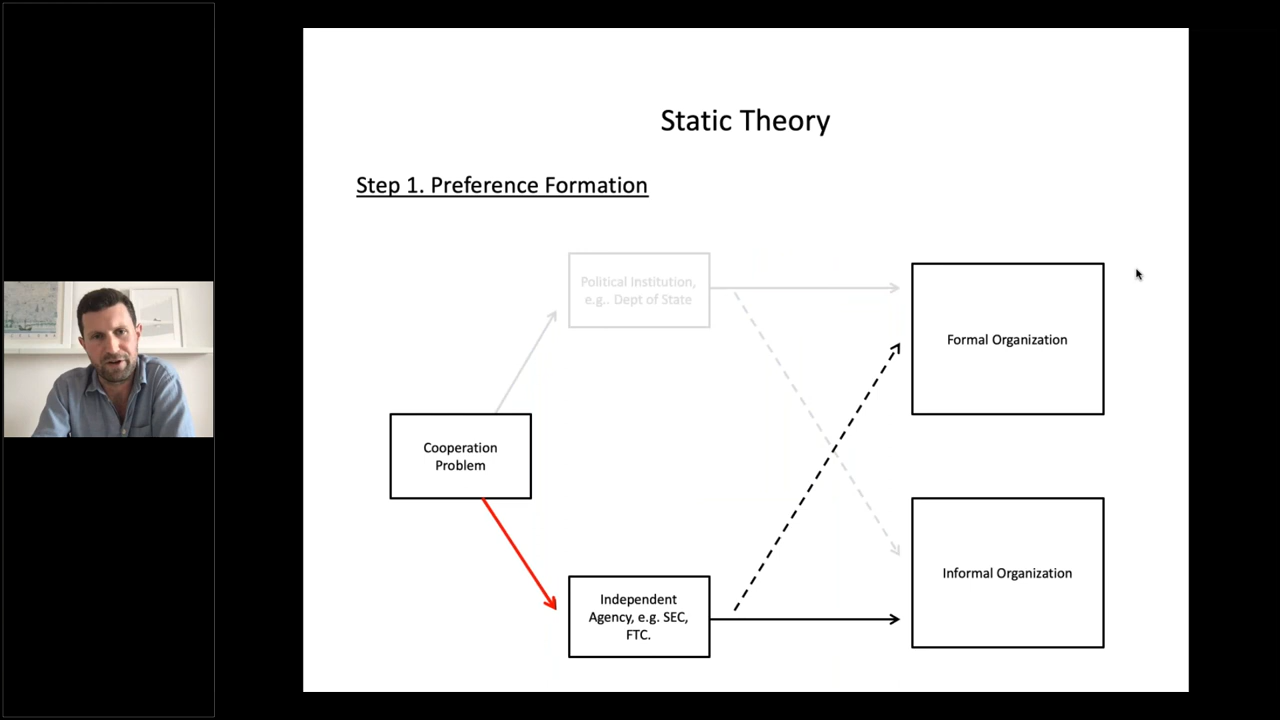 Static Theory
Step 1. Preference Formation
Political Institution,
e.g.. Dept of State
Formal Organization
Cooperation
Problem
Informal Organization
Independent
Agency, e.g. SEC,
FTC.